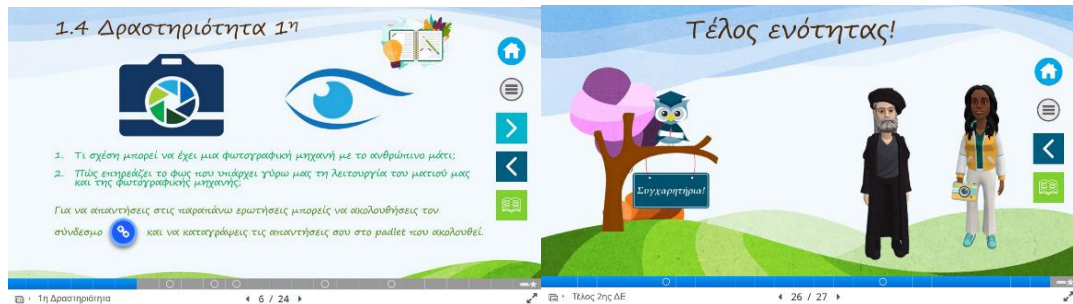 1.4 Δραστηριότητα 1η
1. Τι σχέση μπορεί να έχει μια φωτογραφική μηχανή με το ανθρώπινο μάτι;
2. Πώς επηρεάζει το φως που υπάρχει γύρω μας τη λειτουργία του ματιού μας
και της φωτογραφικής μηχανής;
Για να απαντήσεις στις παραπάνω ερωτήσεις μπορείς να ακολουθήσεις τον
σύνδεσμο και να καταγράψεις τις απαντήσεις σου στο padlet που ακολουθεί.
1η Δραστηριότητα
6 / 24
Τέλος ενότητας!
Συγχαρητήρια!
Τέλος 2ης ΔΕ
26 / 27